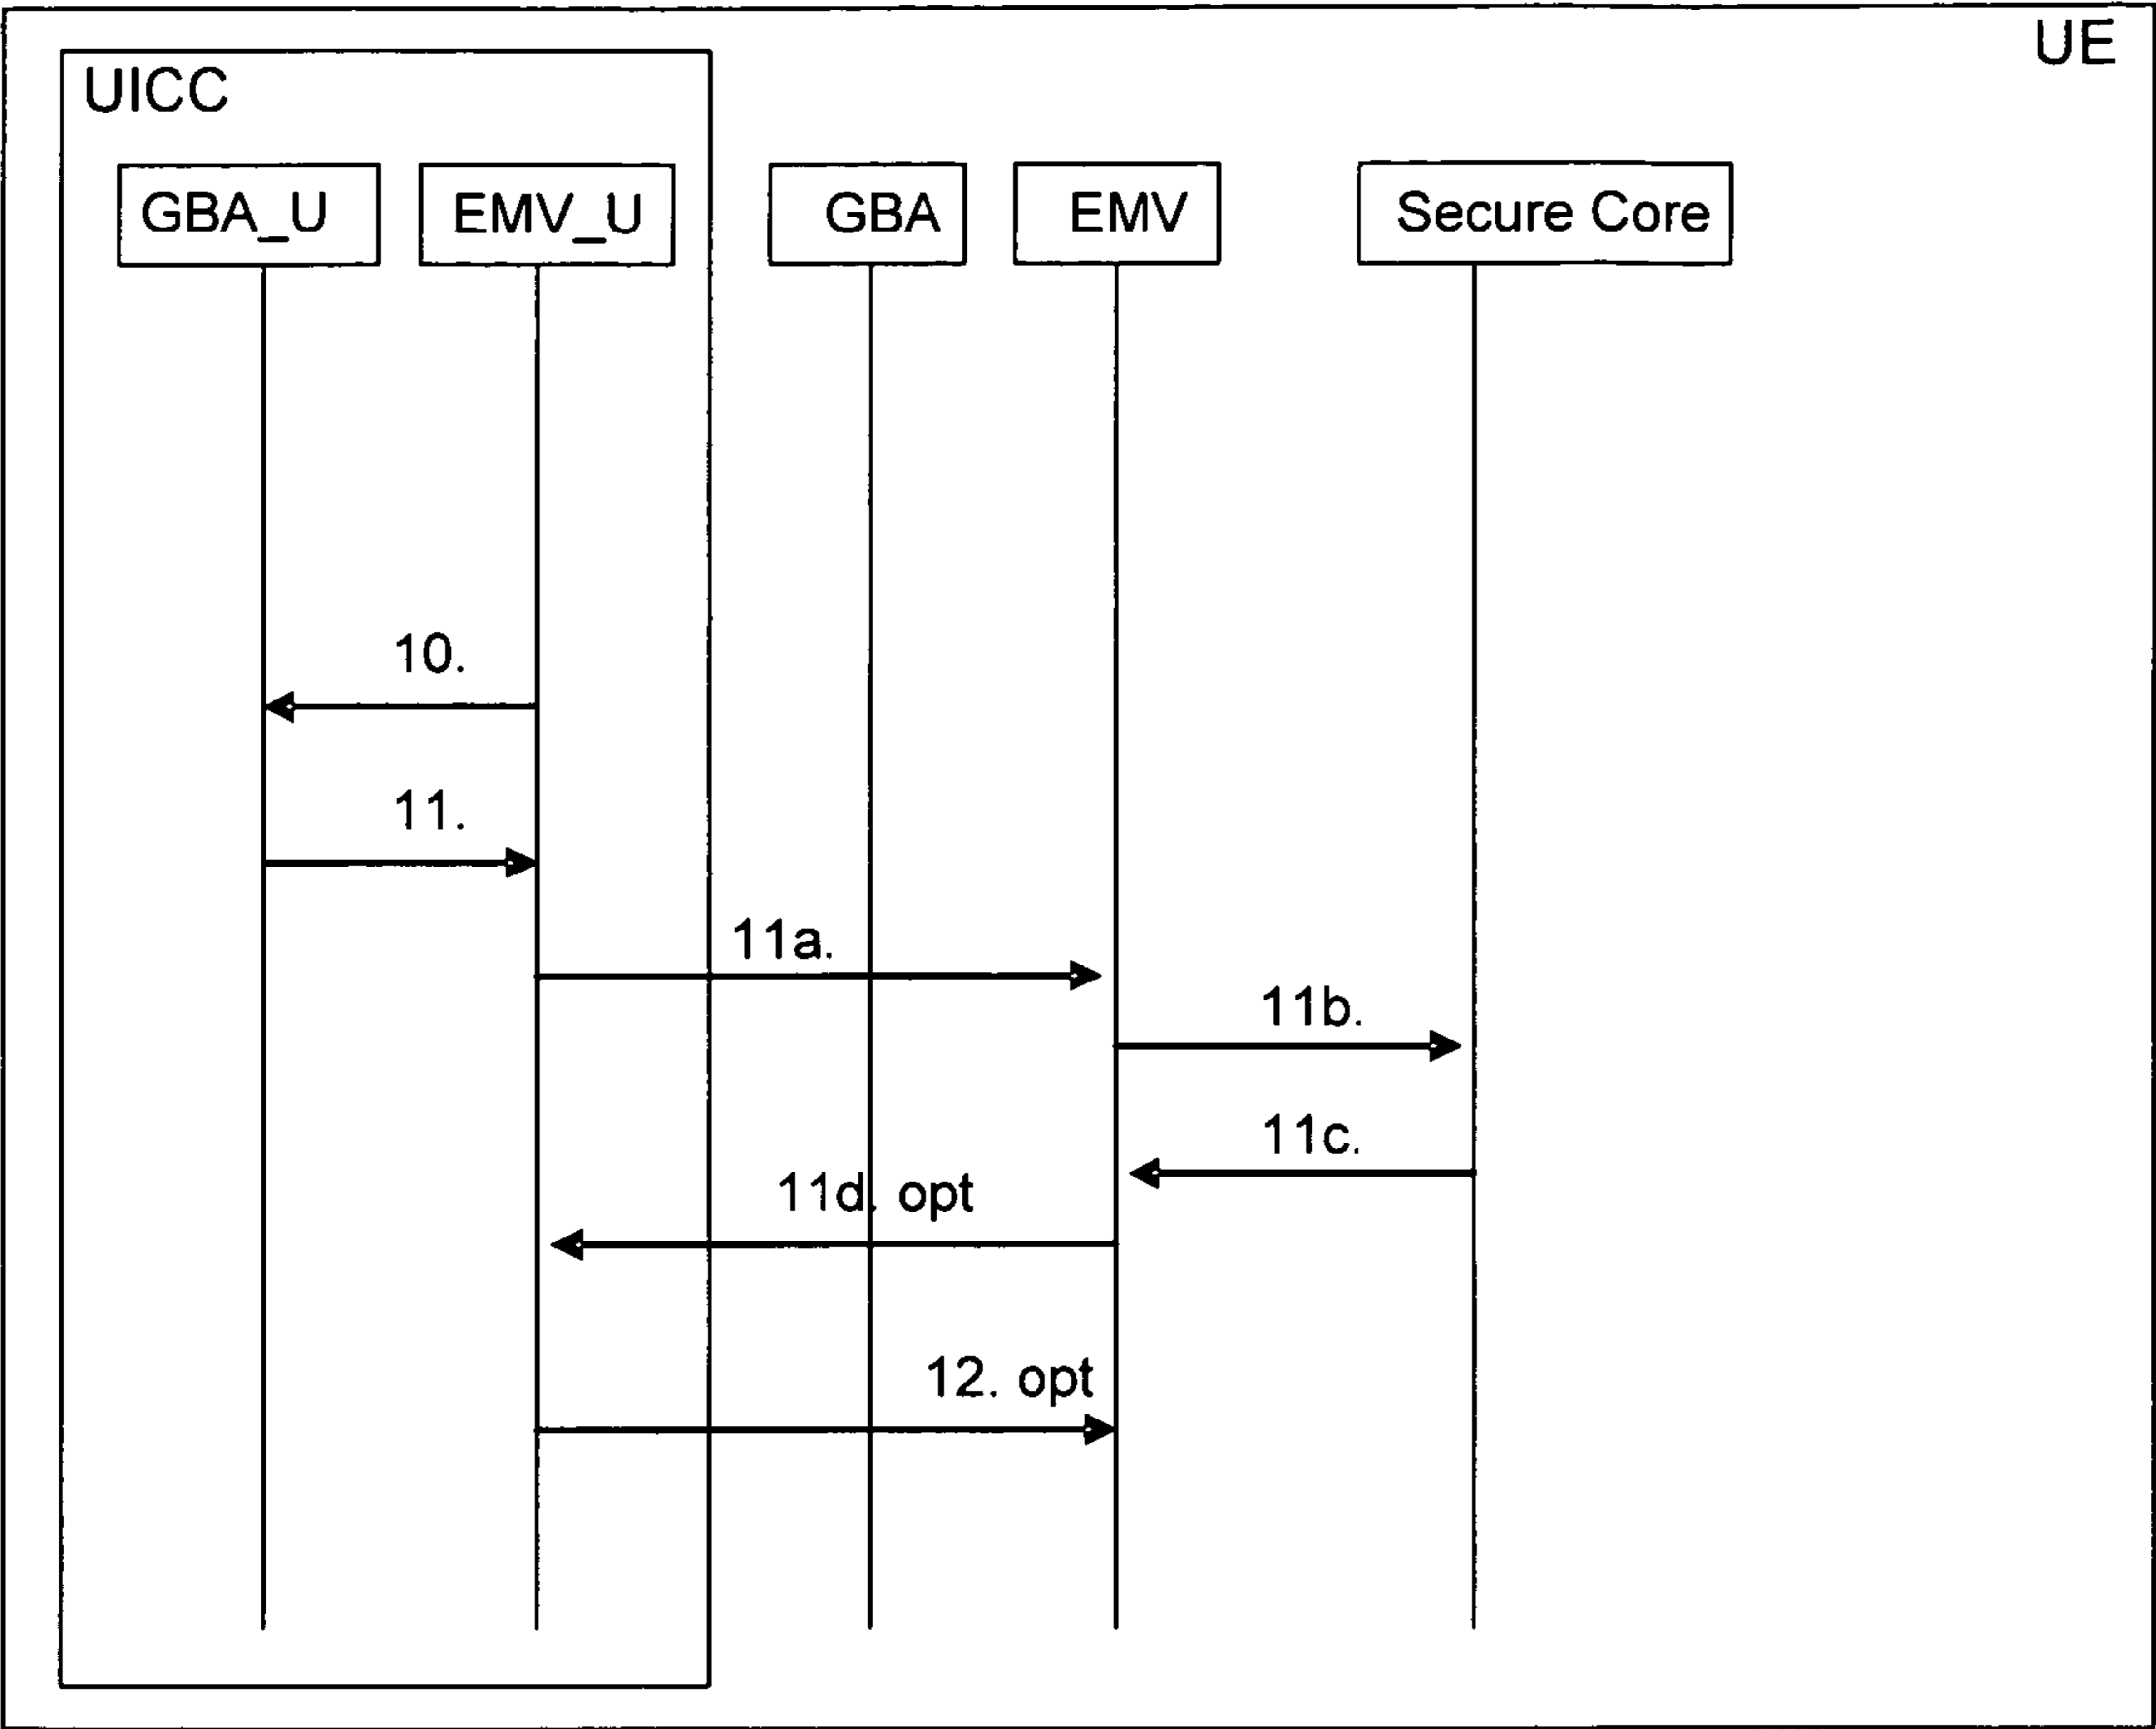 UE
UICC
GBA_U
EMV_U
GBA
EMV
Secure Core
10.
11.
11a.
11b.
11c.
11d. opt
12. opt